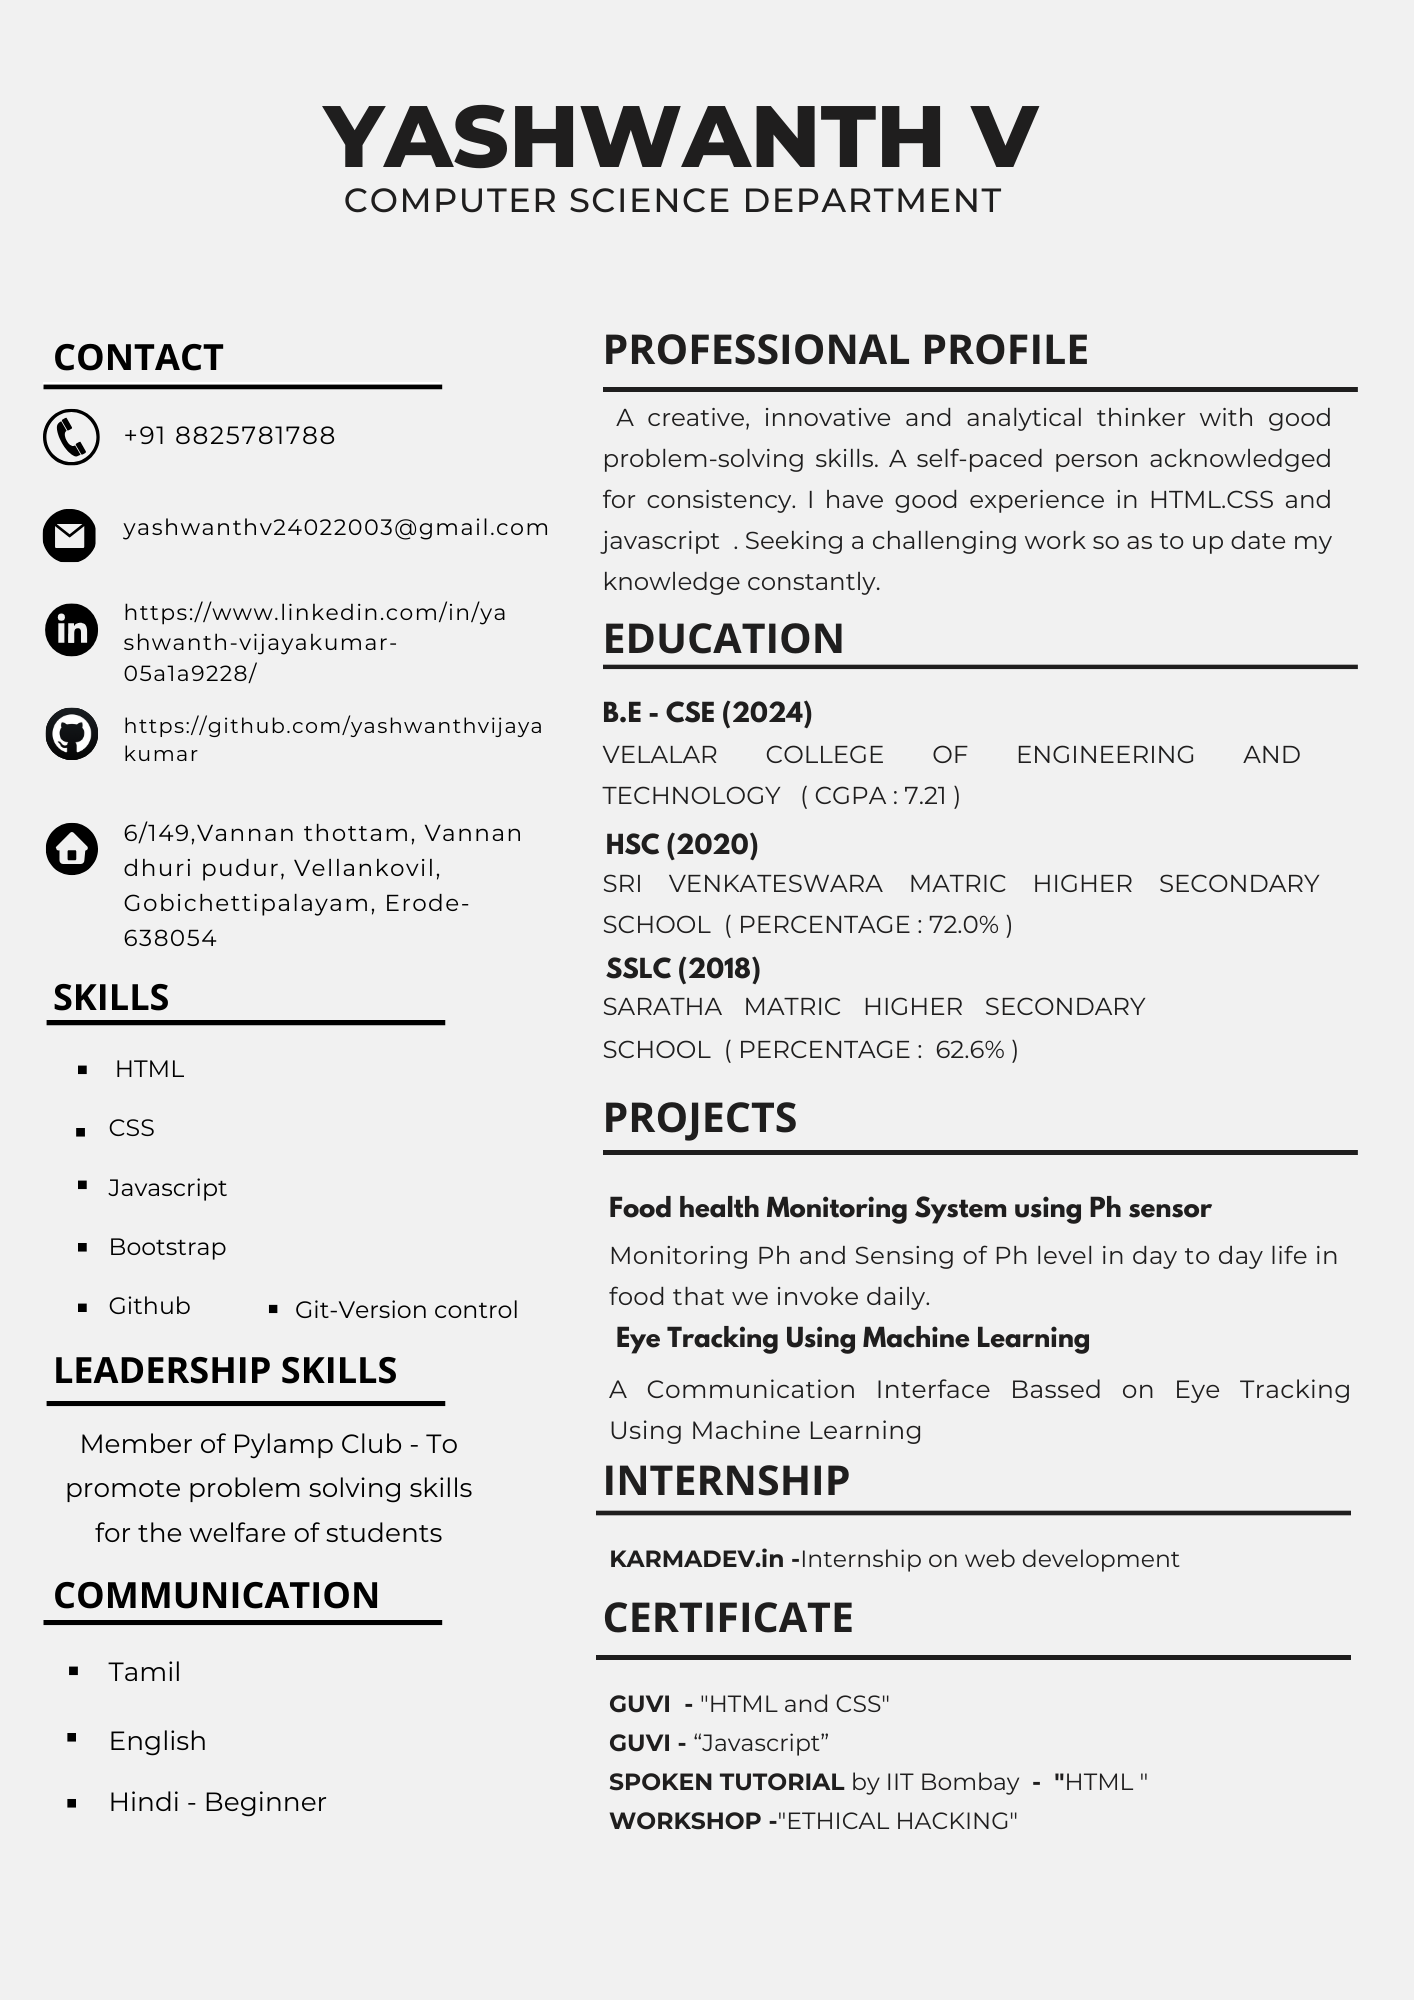 YASHWANTH V
COMPUTER SCIENCE DEPARTMENT
CONTACT
+91 8825781788
yashwanthv24022003@gmail.com
https://www.linkedin.com/in/ya
shwanth-vijayakumar-
05a1a9228/
https://github.com/yashwanthvijaya
kumar
6/149,Vannan thottam, Vannan
dhuri pudur, Vellankovil,
Gobichettipalayam, Erode-
638054
SKILLS
HTML
CSS
Javascript
Bootstrap
Github
Git-Version control
LEADERSHIP SKILLS
Member of Pylamp Club - To
promote problem solving skills
for the welfare of students
COMMUNICATION
Tamil
English
Hindi - Beginner
PROFESSIONAL PROFILE
A creative, innovative and analytical thinker with good
problem-solving skills. A self-paced person acknowledged
for consistency. I have good experience in HTML.CSS and
javascript . Seeking a challenging work so as to up date my
knowledge constantly.
EDUCATION
B.E - CSE (2024)
VELALAR COLLEGE OF ENGINEERING AND
TECHNOLOGY ( CGPA : 7.21 )
HSC (2020)
SRI VENKATESWARA MATRIC HIGHER SECONDARY
SCHOOL ( PERCENTAGE : 72.0% )
SSLC (2018)
SARATHA MATRIC HIGHER SECONDARY
SCHOOL ( PERCENTAGE : 62.6% )
PROJECTS
Food health Monitoring System using Ph sensor
Monitoring Ph and Sensing of Ph level in day to day life in
food that we invoke daily.
Eye Tracking Using Machine Learning
A Communication Interface Bassed on Eye Tracking
Using Machine Learning
INTERNSHIP
KARMADEV.in -Internship on web development
CERTIFICATE
GUVI - "HTML and CSS"
GUVI - “Javascript”
SPOKEN TUTORIAL by IIT Bombay - "HTML "
WORKSHOP -"ETHICAL HACKING"